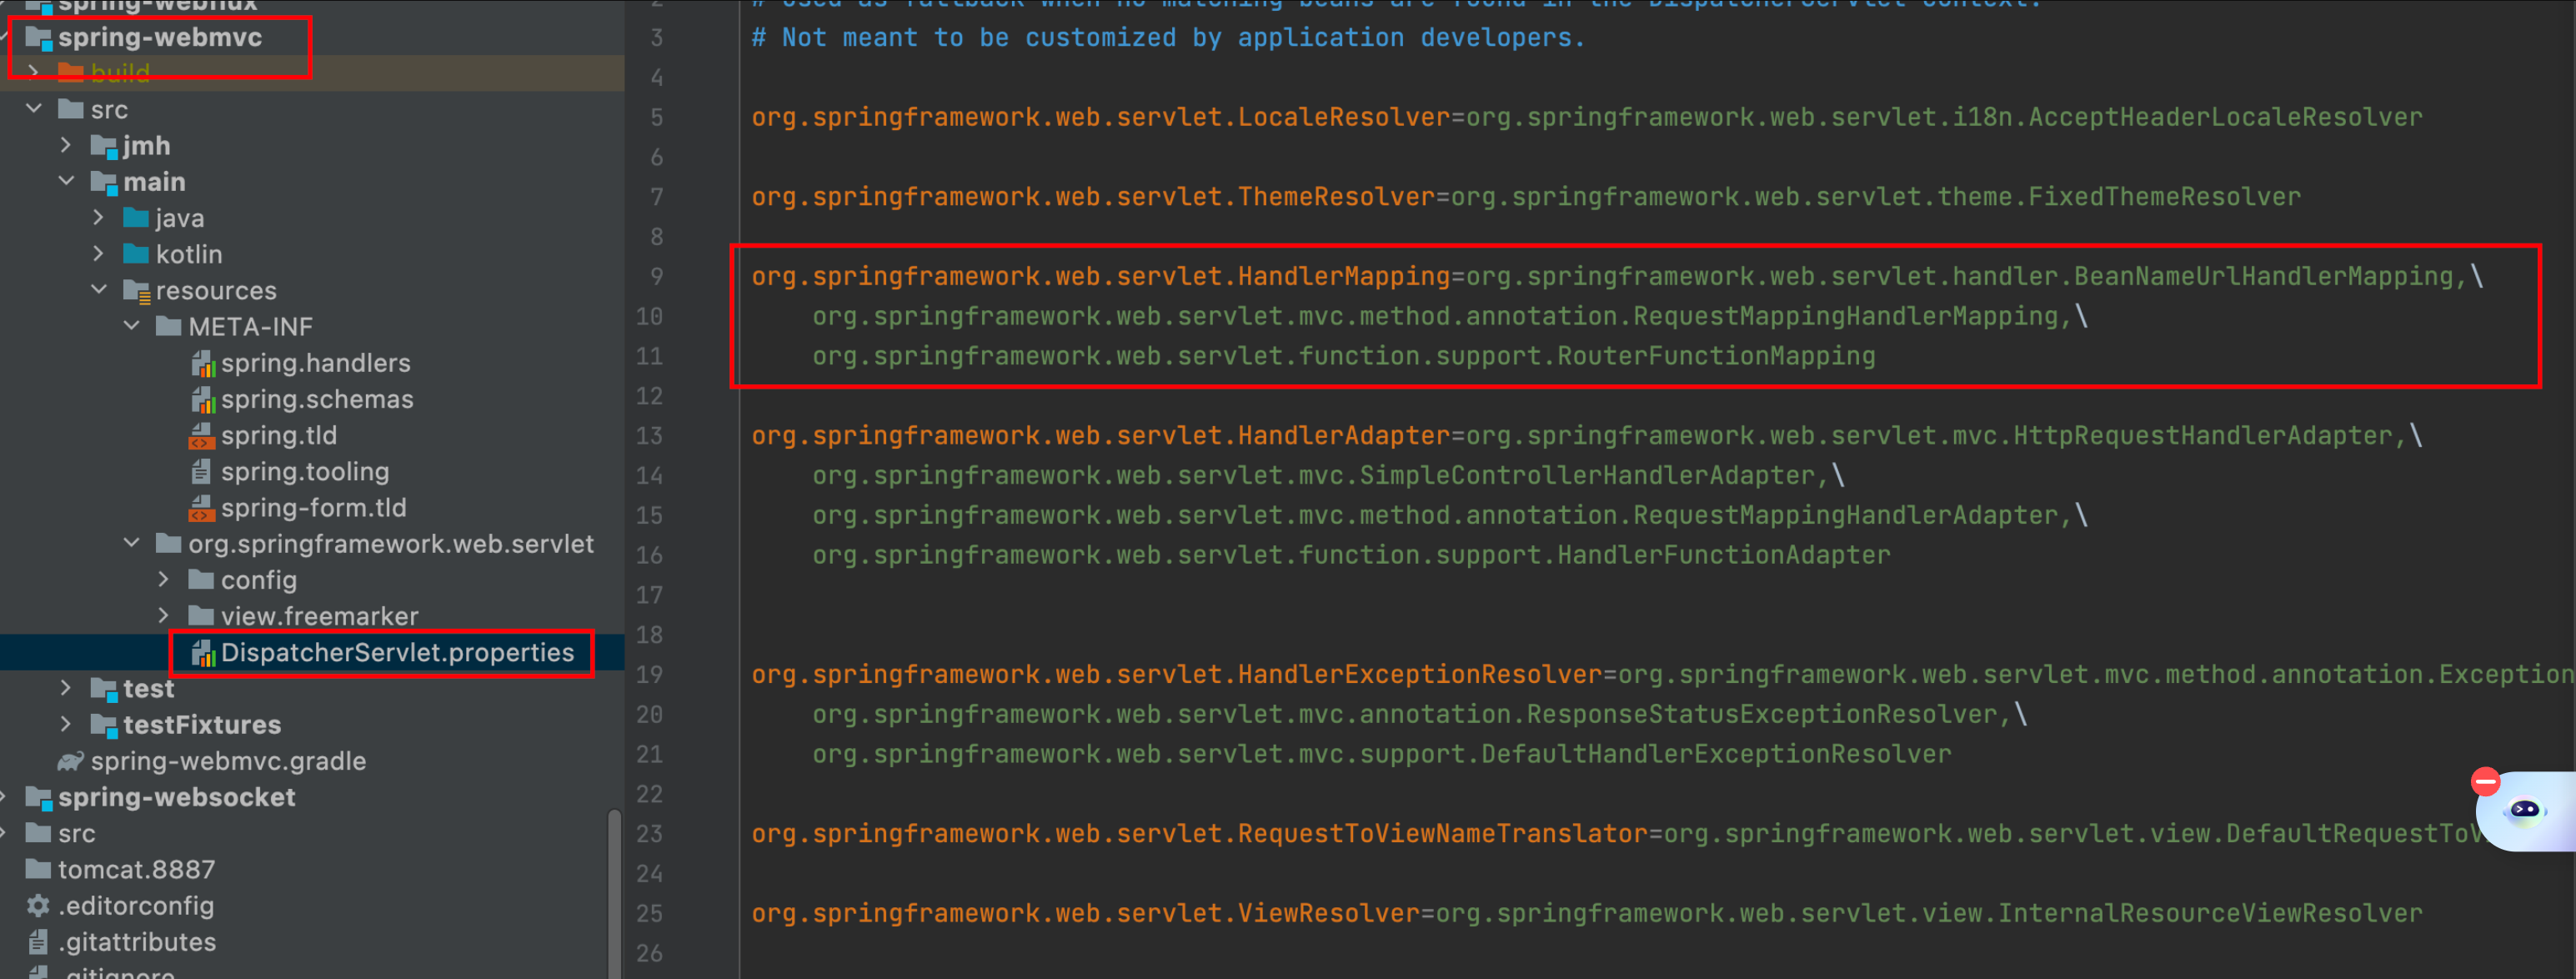 spring-webflux
spring-webmvc
build
src
jmh
main
java
kotlin
resources
META-INF
spring.handlers
spring.schemas
spring.tld
spring.tooling
spring-form.tld
org.springframework.web.servlet
config
view.freemarker
DispatcherServlet.properties
test
testFixtures
spring-webmvc.gradle
spring-websocket
src
tomcat.8887
.editorconfig
.gitattributes
.gitignore
2 # Used as fallback when no matching beans are found in the DispatcherServlet context.
3 # Not meant to be customized by application developers.
4
5 org.springframework.web.servlet.LocaleResolver=org.springframework.web.servlet.i18n.AcceptHeaderLocaleResolver
6
7 org.springframework.web.servlet.ThemeResolver=org.springframework.web.servlet.theme.FixedThemeResolver
8
9 org.springframework.web.servlet.HandlerMapping=org.springframework.web.servlet.handler.BeanNameUrlHandlerMapping,\
10 org.springframework.web.servlet.mvc.method.annotation.RequestMappingHandlerMapping,\
11 org.springframework.web.servlet.function.support.RouterFunctionMapping
12
13 org.springframework.web.servlet.HandlerAdapter=org.springframework.web.servlet.mvc.HttpRequestHandlerAdapter,\
14 org.springframework.web.servlet.mvc.SimpleControllerHandlerAdapter,\
15 org.springframework.web.servlet.mvc.method.annotation.RequestMappingHandlerAdapter,\
16 org.springframework.web.servlet.function.support.HandlerFunctionAdapter
17
18
19 org.springframework.web.servlet.HandlerExceptionResolver=org.springframework.web.servlet.mvc.method.annotation.Exception
20 org.springframework.web.servlet.mvc.annotation.ResponseStatusExceptionResolver,\
21 org.springframework.web.servlet.mvc.support.DefaultHandlerExceptionResolver
22
23 org.springframework.web.servlet.RequestToViewNameTranslator=org.springframework.web.servlet.view.DefaultRequestToV
24
25 org.springframework.web.servlet.ViewResolver=org.springframework.web.servlet.view.InternalResourceViewResolver
26